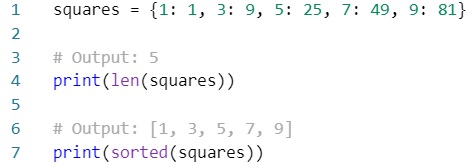 1 squares = {1: 1, 3: 9, 5: 25, 7: 49, 9: 81}
2
3 # Output: 5
4 print(len(squares))
5
6 # Output: [1, 3, 5, 7, 9]
7 print(sorted(squares))